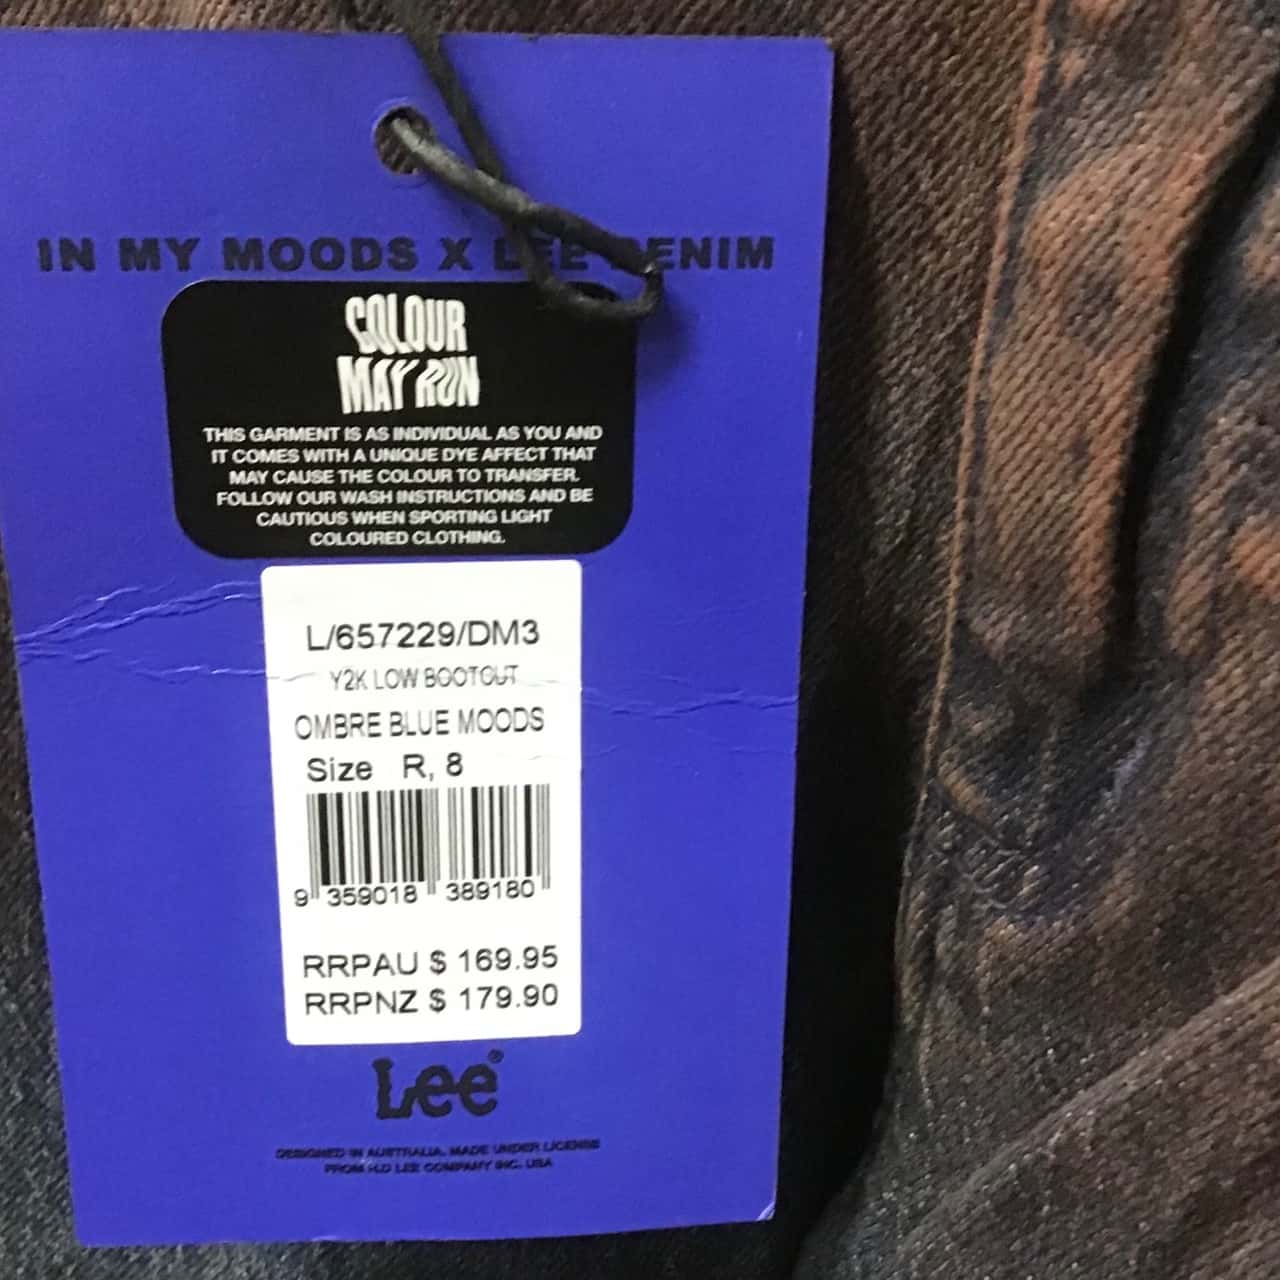 IN MY MOODS X LEE DENIM
COLOUR
MAY RUN
THIS GARMENT IS AS INDIVIDUAL AS YOU AND
IT COMES WITH A UNIQUE DYE AFFECT THAT
MAY CAUSE THE COLOUR TO TRANSFER.
FOLLOW OUR WASH INSTRUCTIONS AND BE
CAUTIOUS WHEN SPORTING LIGHT
COLOURED CLOTHING.
L/657229/DM3
Y2K LOW BOOTCUT
OMBRE BLUE MOODS
Size R, 8
9 359018 389180
RRPAU $ 169.95
RRPNZ $ 179.90
Lee®
DESIGNED IN AUSTRALIA. MADE UNDER LICENSE
FROM H.D LEE COMPANY INC. USA